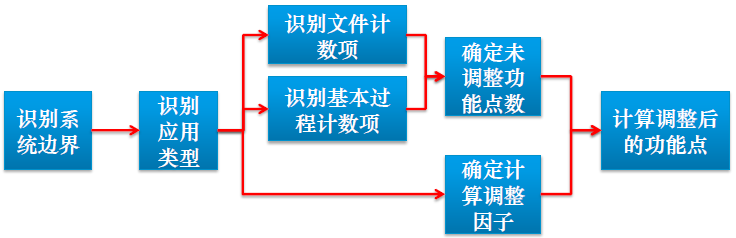 识别系
统边界
识别
应用
类型
识别文件计
数项
识别基本过
程计数项
确定未
调整功
能点数
确定计
算调整
因子
计算调整后
的功能点